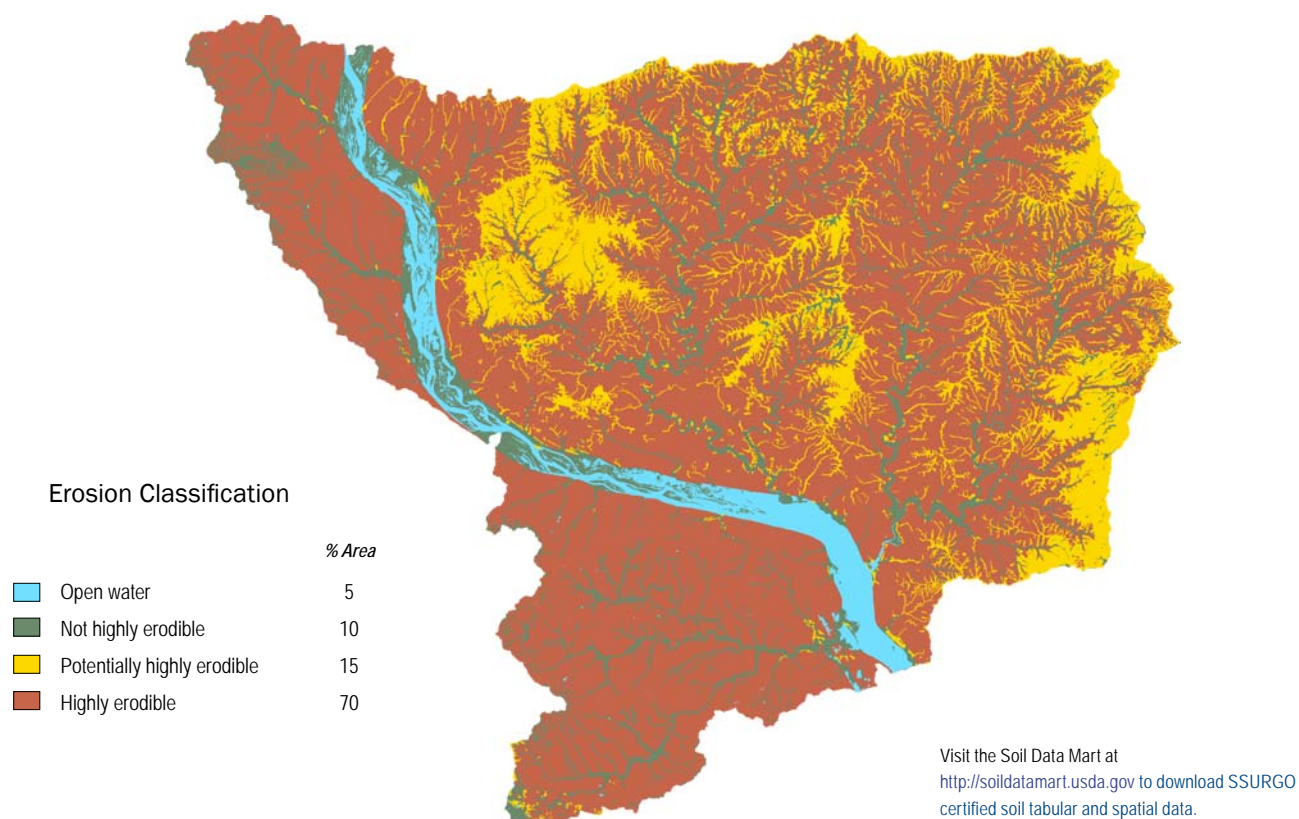 Erosion Classification
% Area
Open water 5
Not highly erodible 10
Potentially highly erodible 15
Highly erodible 70
Visit the Soil Data Mart at
http://soildatamart.usda.gov to download SSURGO
certified soil tabular and spatial data.